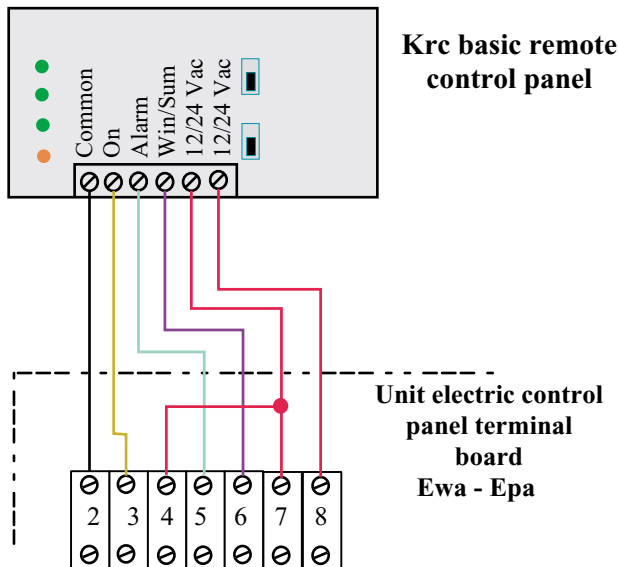 Krc basic remote
control panel
Common
On
Alarm
Win/Sum
12/24 Vac
12/24 Vac
Unit electric control
panel terminal
board
Ewa - Epa
2 3 4 5 6 7 8